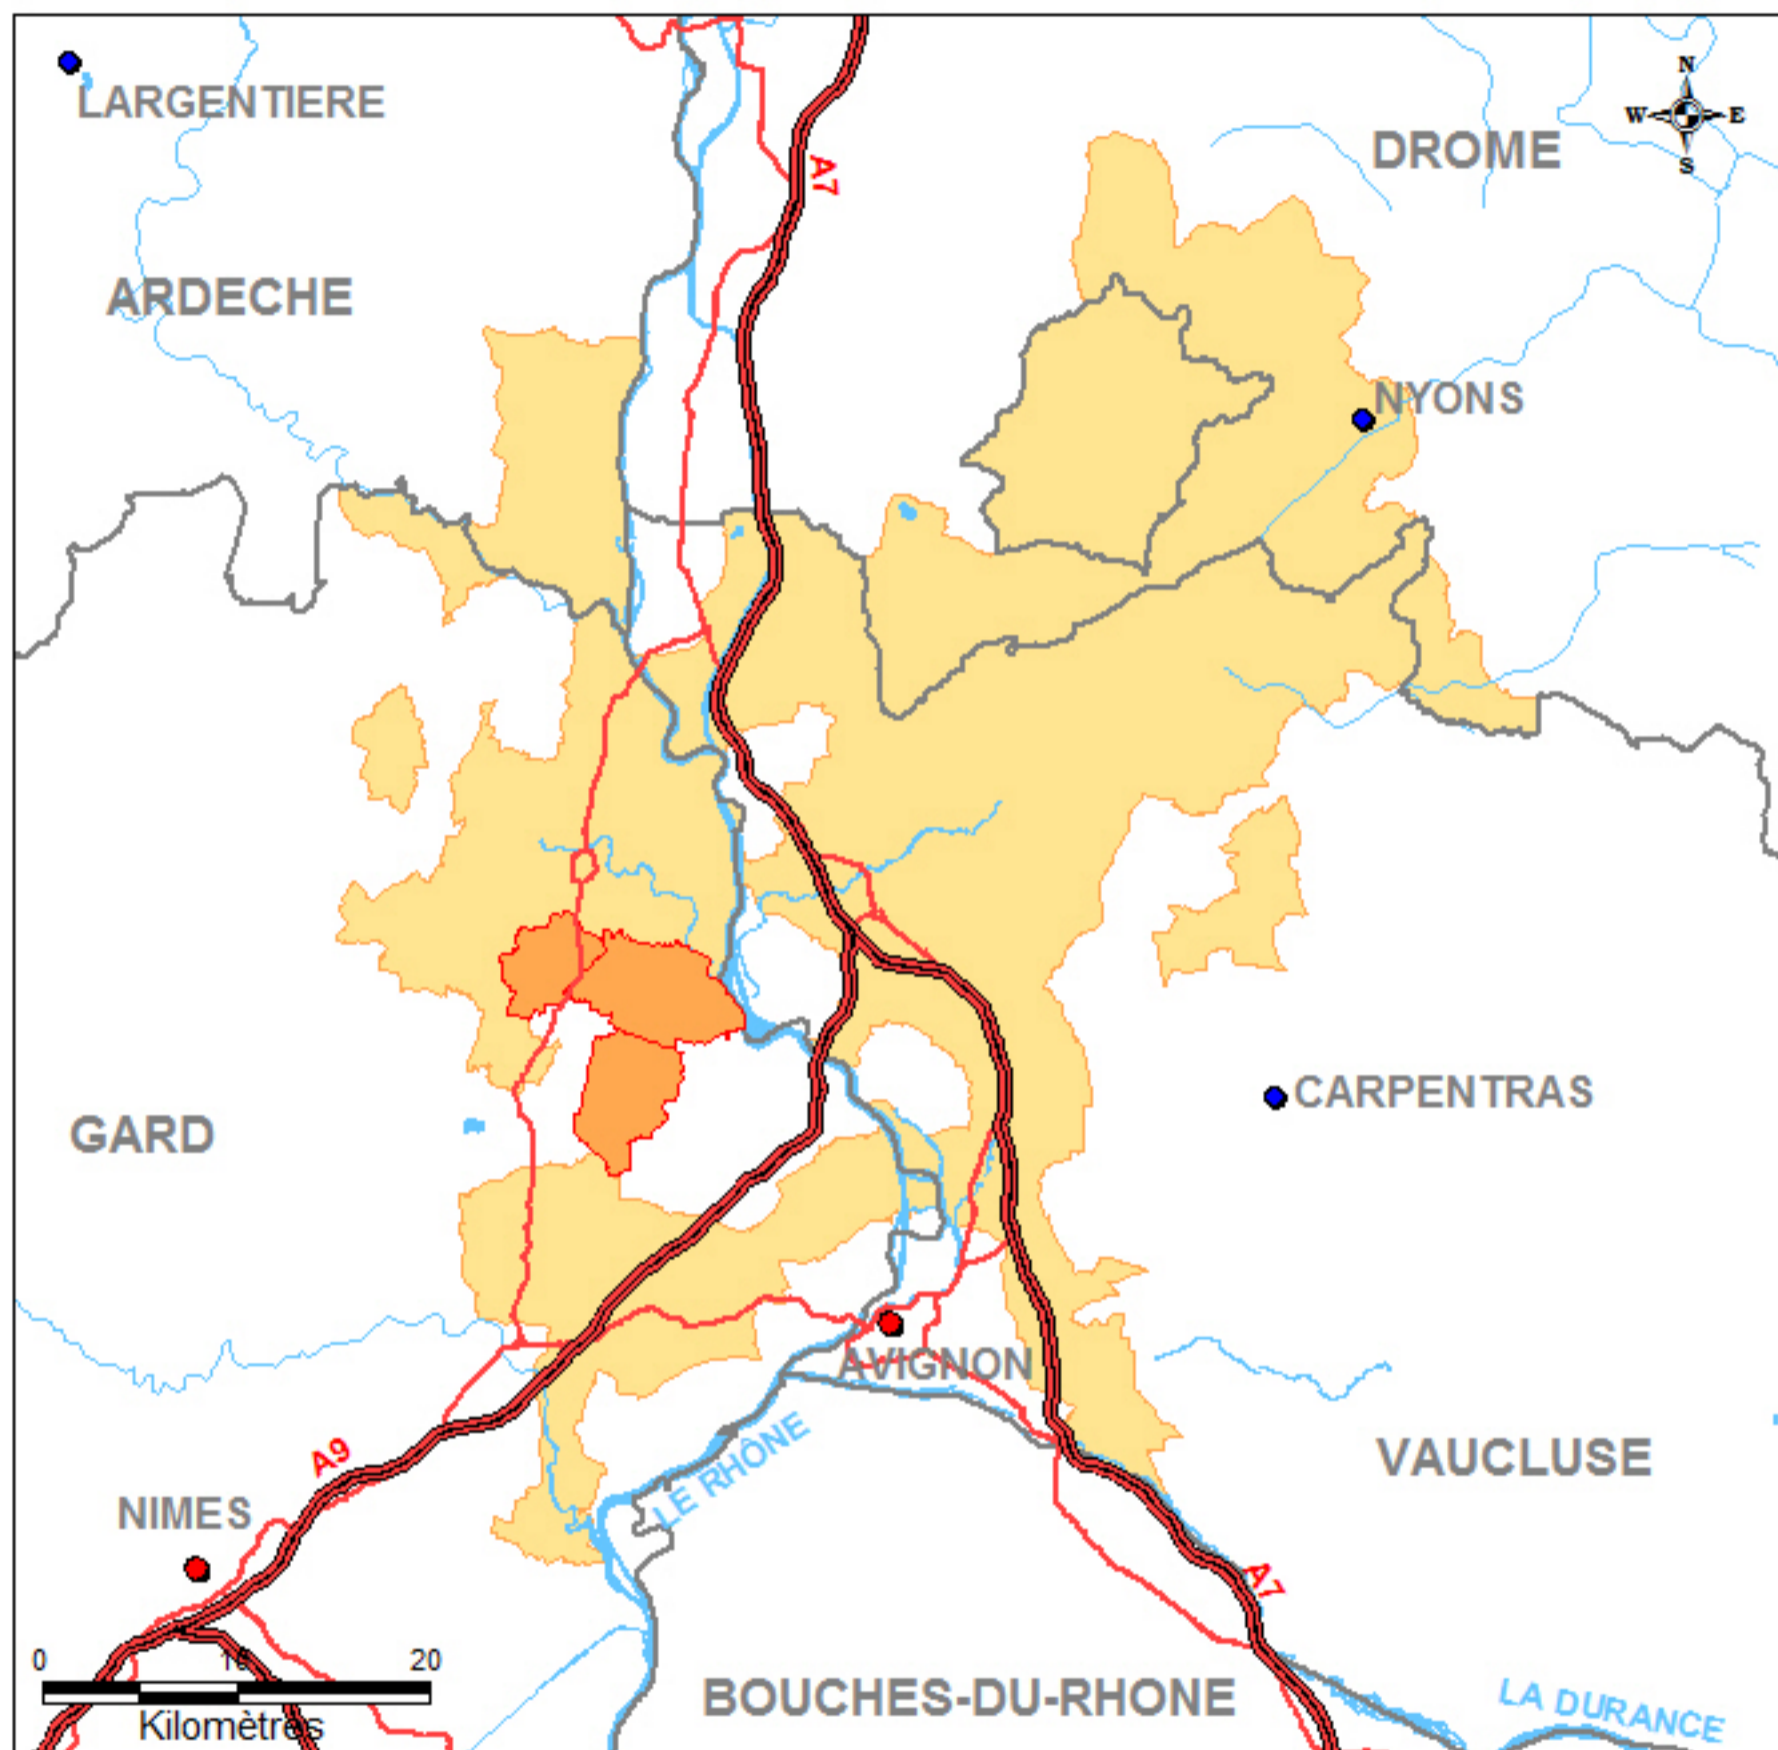 LARGENTIERE
N
W E
S
DROME
A7
ARDECHE
NYONS
CARPENTRAS
GARD
AVIGNON
LE RHÔNE
A9
VAUCLUSE
NIMES
A7
0 10 20
Kilomètres
BOUCHES-DU-RHONE
LA DURANCE